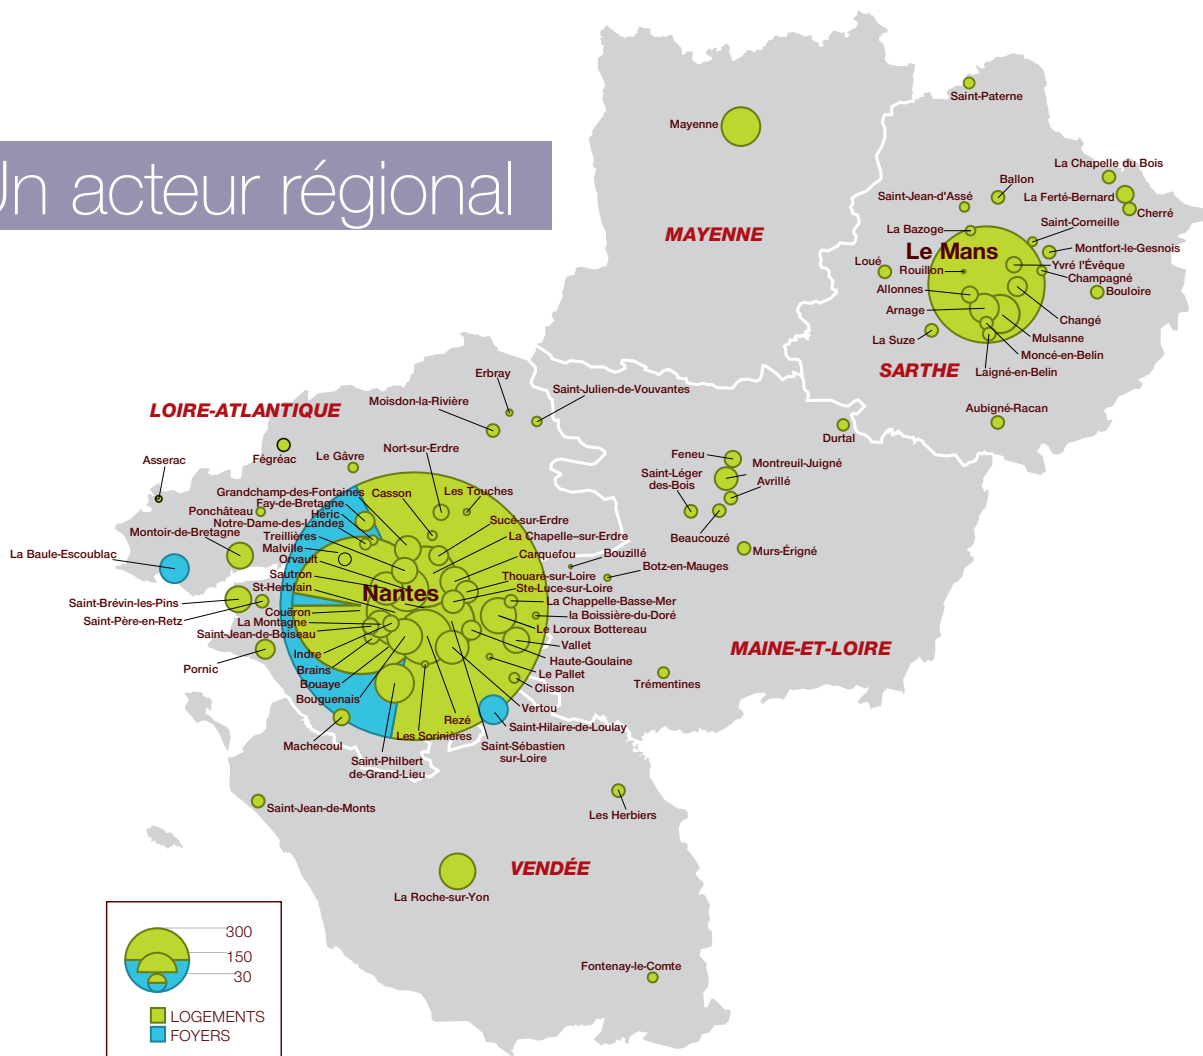 Un acteur régional
Saint-Paterne
Mayenne
La Chapelle du Bois
Ballon
La Ferté-Bernard
Saint-Jean-d'Assé
Cherré
Saint-Corneille
MAYENNE
La Bazoge
Le Mans
Montfort-le-Gesnois
Loué
Rouillon
Yvré l'Évêque
Champagné
Allonnes
Bouloire
Arnage
Changé
La Suze
Mulsanne
Moncé-en-Belin
SARTHE
Laigné-en-Belin
Erbray
Saint-Julien-de-Vouvantes
Moisdon-la-Rivière
LOIRE-ATLANTIQUE
Aubigné-Racan
Durtal
Nort-sur-Erdre
Fégréac
Le Gâvre
Feneu
Asserac
Montreuil-Juigné
Saint-Léger
des-Bois
Avrillé
Grandchamp-des-Fontaines
Casson
Les Touches
Fay-de-Bretagne
Ponchâteau
Héric
Notre-Dame-des-Landes
Sucé-sur-Erdre
Montoir-de-Bretagne
Treillières
La Chapelle–sur-Erdre
Beaucouzé
Malville
La Baule-Escoublac
Carquefou
Bouzillé
Murs-Érigné
Orvault
Botz-en-Mauges
Sautron
Thouaré-sur-Loire
St-Herblain
Nantes
Ste-Luce-sur-Loire
Saint-Brévin-les-Pins
La Chappelle-Basse-Mer
Couëron
Saint-Père-en-Retz
la Boissière-du-Doré
La Montagne
Le Loroux Bottereau
Saint-Jean-de-Boiseau
Vallet
MAINE-ET-LOIRE
Indre
Haute-Goulaine
Pornic
Brains
Le Pallet
Bouaye
Clisson
Trémentines
Bouguenais
Vertou
Rezé
Saint-Hilaire-de-Loulay
Les Sorinières
Machecoul
Saint-Sébastien
sur-Loire
Saint-Philbert
de-Grand-Lieu
Saint-Jean-de-Monts
Les Herbiers
VENDÉE
La Roche-sur-Yon
300
150
30
Fontenay-le-Comte
LOGEMENTS
FOYERS